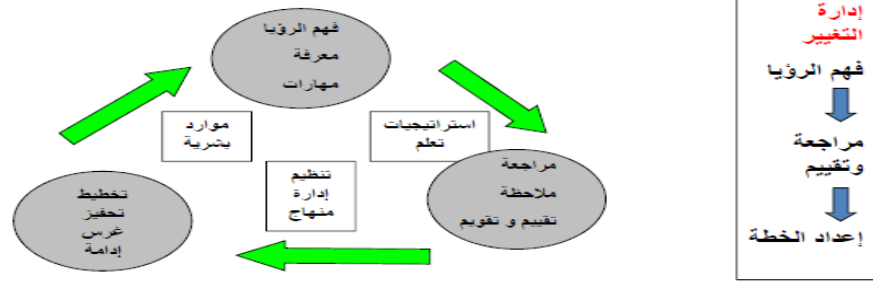 فهم الرؤيا
معرفة
مهارات
موارد
بشرية
استراتيجيات
تعلم
تنظيم
إدارة
منهاج
مراجعة
ملاحظة
تقييم و تقويم
تخطيط
تحفيز
غرس
إدامة
إدارة
التغيير
فهم الرؤيا
مراجعة
وتقييم
إعداد الخطة